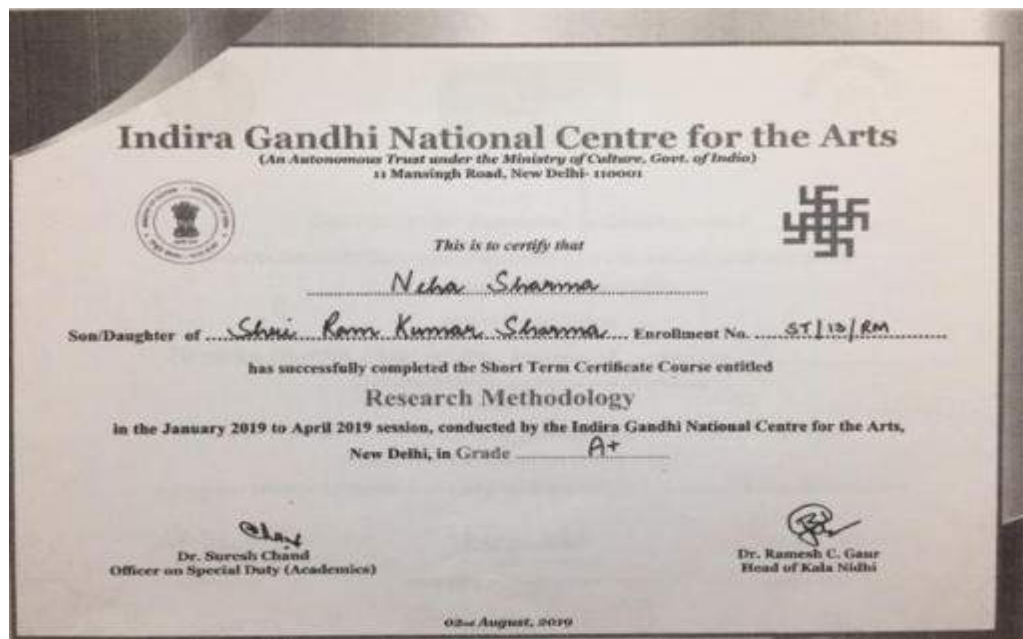 Indira Gandhi National Centre for the Arts
(An Autonomous Trust under the Ministry of Culture, Govt. of India)
11 Mansingh Road, New Delhi- 110001
This is to certify that
Neha Sharma
Son/Daughter of Shri Ram Kumar Sharma Enrollment No. ST/13/RM
has successfully completed the Short Term Certificate Course entitled
Research Methodology
in the January 2019 to April 2019 session, conducted by the Indira Gandhi National Centre for the Arts,
New Delhi, in Grade A+
Dr. Suresh Chand
Officer on Special Duty (Academics)
Dr. Ramesh C. Gaur
Head of Kala Nidhi
02nd August, 2019